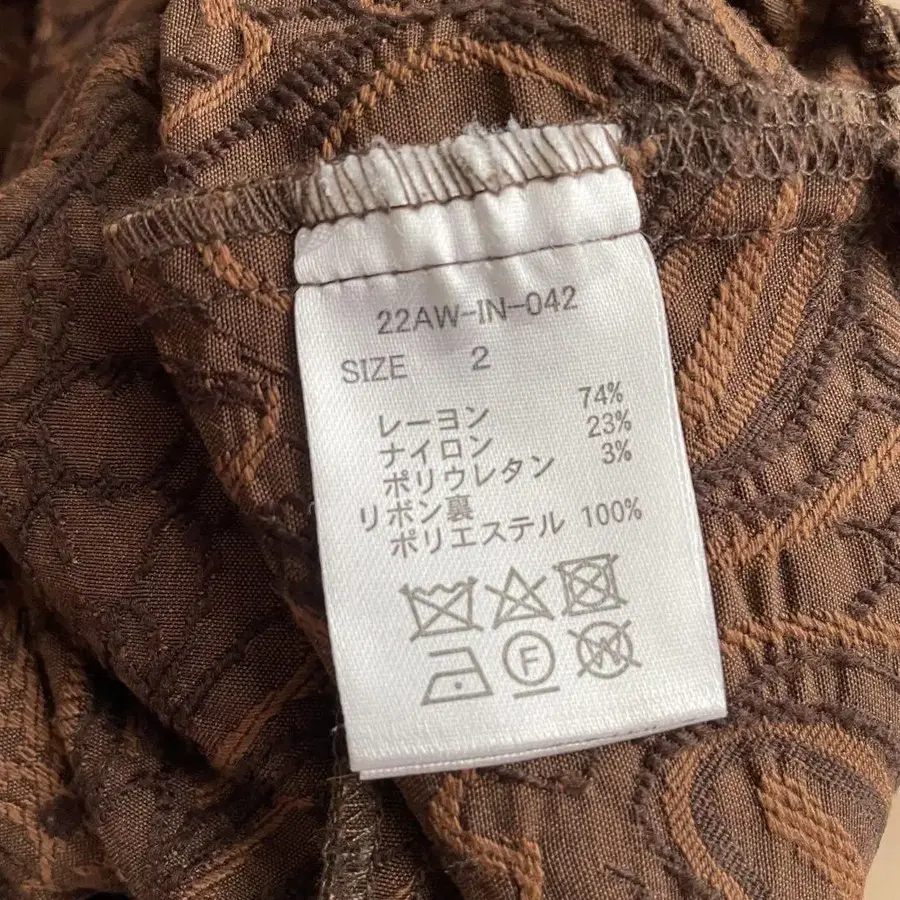 22AW-IN-042
SIZE 2
レーヨン 74%
ナイロン 23%
ポリウレタン 3%
リボン裏
ポリエステル 100%
F
W